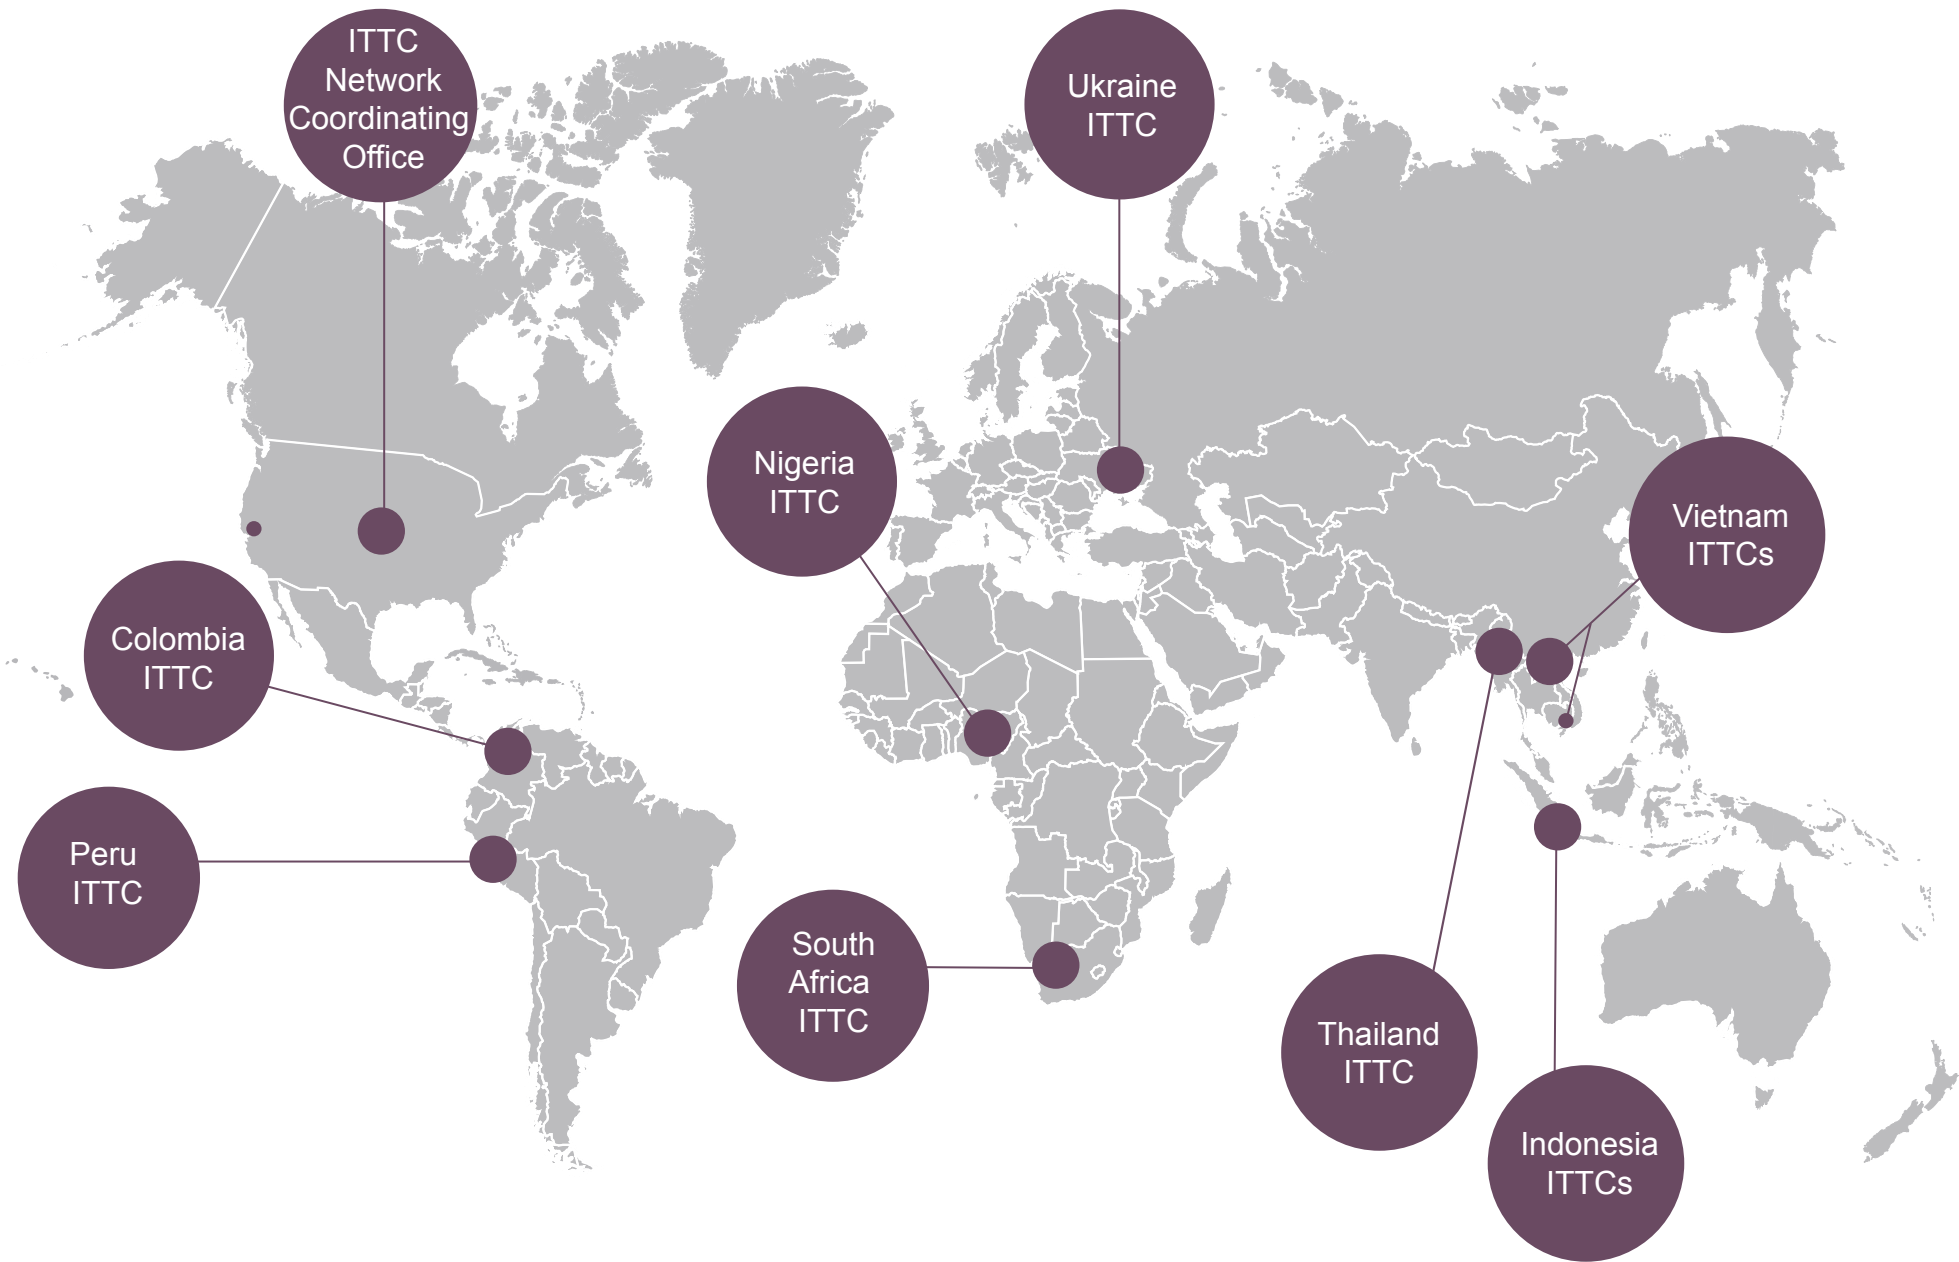 ITTC
Network
Coordinating
Office
Ukraine
ITTC
Nigeria
ITTC
Vietnam
ITTCs
Colombia
ITTC
Peru
ITTC
South
Africa
ITTC
Thailand
ITTC
Indonesia
ITTCs